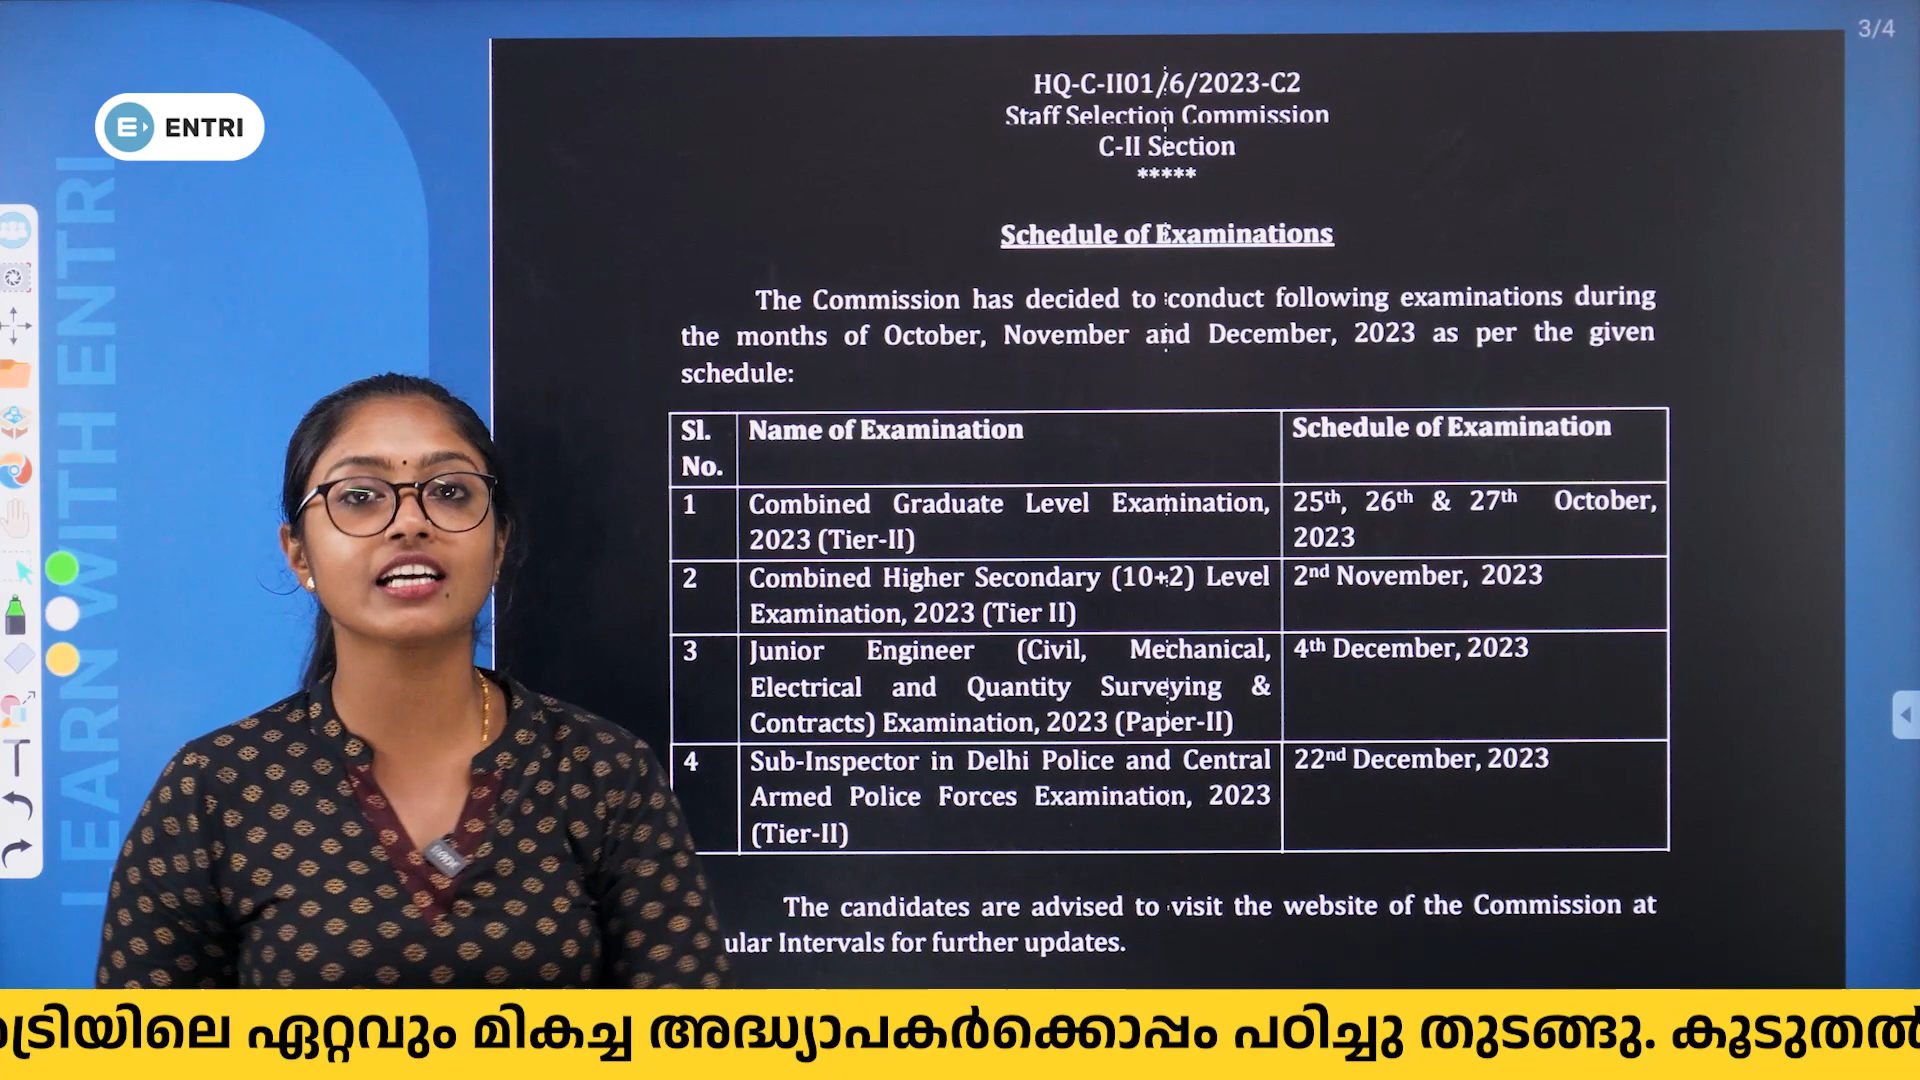 3/4
HQ-C-II01/6/2023-C2
Staff Selection Commission
C-II Section
*****
ENTRI
LEARN WITH ENTRI
Schedule of Examinations
The Commission has decided to conduct following examinations during
the months of October, November and December, 2023 as per the given
schedule:
Sl. No. Name of Examination Schedule of Examination
1 Combined Graduate Level Examination, 25th, 26th & 27th October,
2023 (Tier-II) 2023
2 Combined Higher Secondary (10+2) Level 2nd November, 2023
Examination, 2023 (Tier II)
3 Junior Engineer (Civil, Mechanical, 4th December, 2023
Electrical and Quantity Surveying &
Contracts) Examination, 2023 (Paper-II)
4 Sub-Inspector in Delhi Police and Central 22nd December, 2023
Armed Police Forces Examination, 2023
(Tier-II)
The candidates are advised to visit the website of the Commission at
ular Intervals for further updates.
ഏറ്റവും മികച്ച അദ്ധ്യാപകർക്കൊപ്പം പഠിച്ചു തുടങ്ങു. കൂടുതൽ